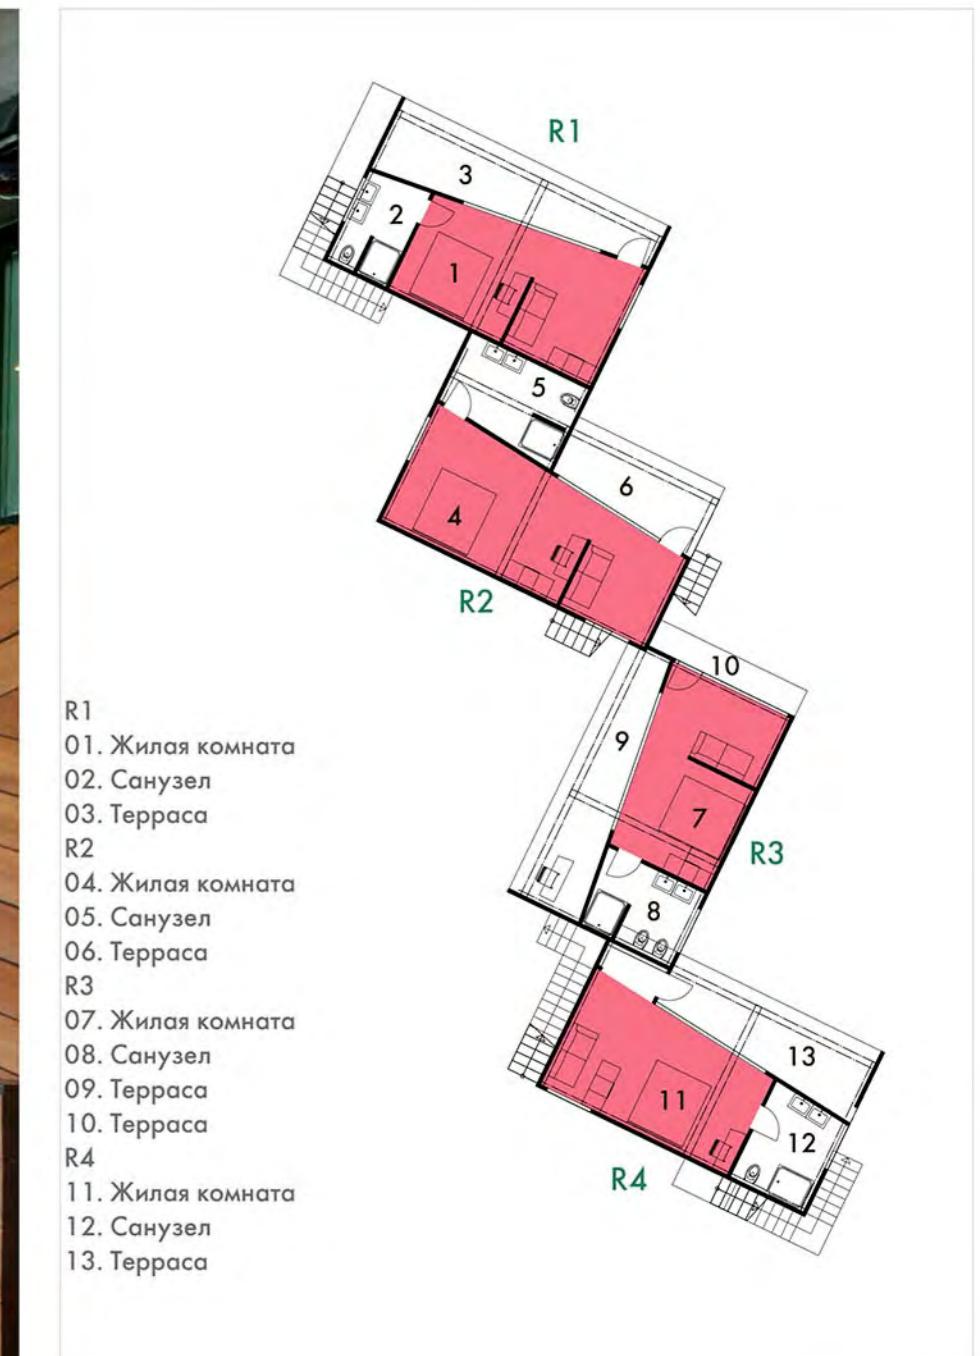 R1
3
2
1
5
6
4
R2
10
9
7
R3
8
13
11
12
R4
R1
01. Жилая комната
02. Санузел
03. Терраса
R2
04. Жилая комната
05. Санузел
06. Терраса
R3
07. Жилая комната
08. Санузел
09. Терраса
10. Терраса
R4
11. Жилая комната
12. Санузел
13. Терраса